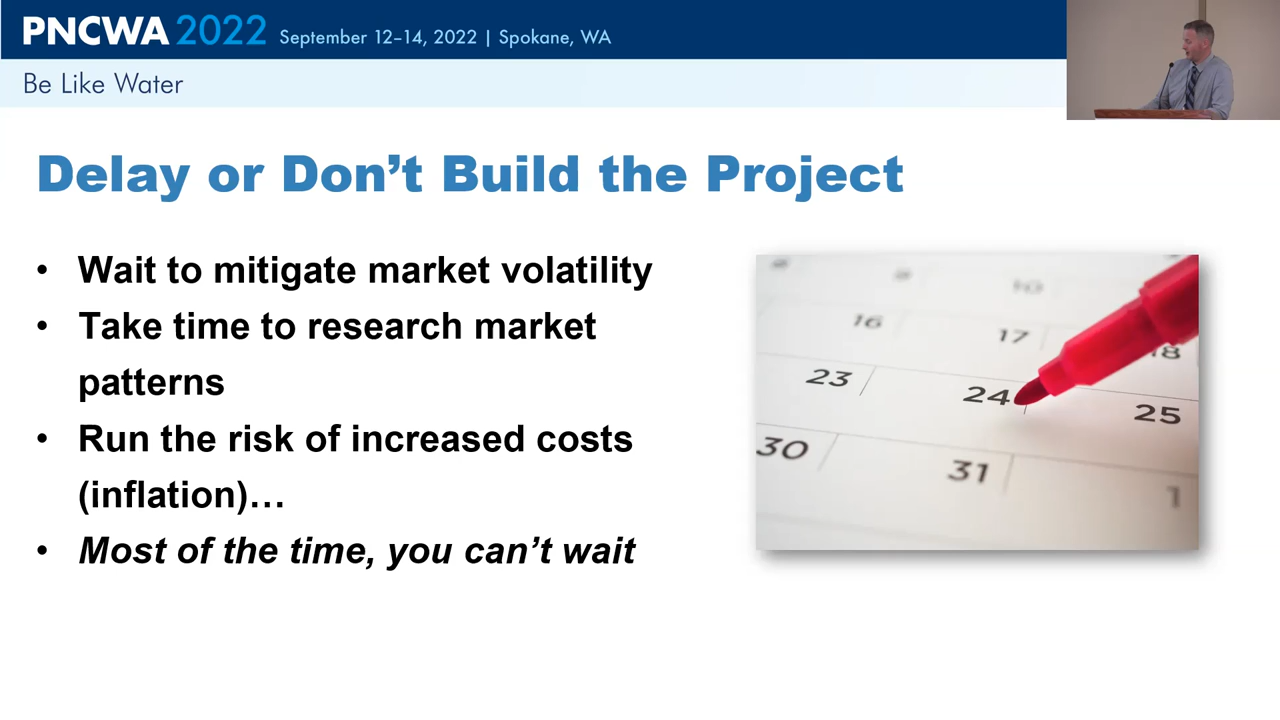 PNCWA 2022 September 12–14, 2022 | Spokane, WA
Be Like Water
Delay or Don’t Build the Project
• Wait to mitigate market volatility
• Take time to research market
patterns
• Run the risk of increased costs
(inflation)…
• Most of the time, you can’t wait
9 10
16 17 18
23 24 25
30 31 1